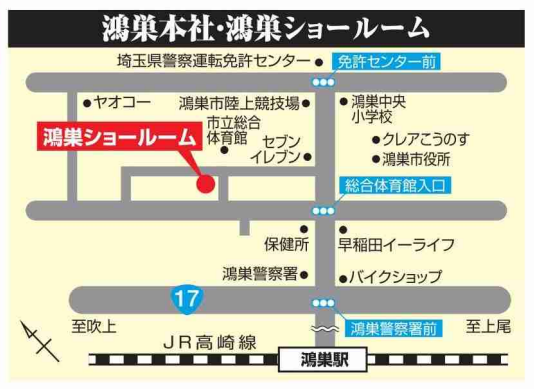 鴻巣本社・鴻巣ショールーム
埼玉県警察運転免許センター
免許センター前
ヤオコー
鴻巣市陸上競技場
鴻巣中央
小学校
市立総合
体育館
鴻巣ショールーム
セブン
イレブン
クレアこうのす
鴻巣市役所
総合体育館入口
保健所
早稲田イーライフ
鴻巣警察署
バイクショップ
17
至吹上
鴻巣警察署前
至上尾
JR高崎線
鴻巣駅